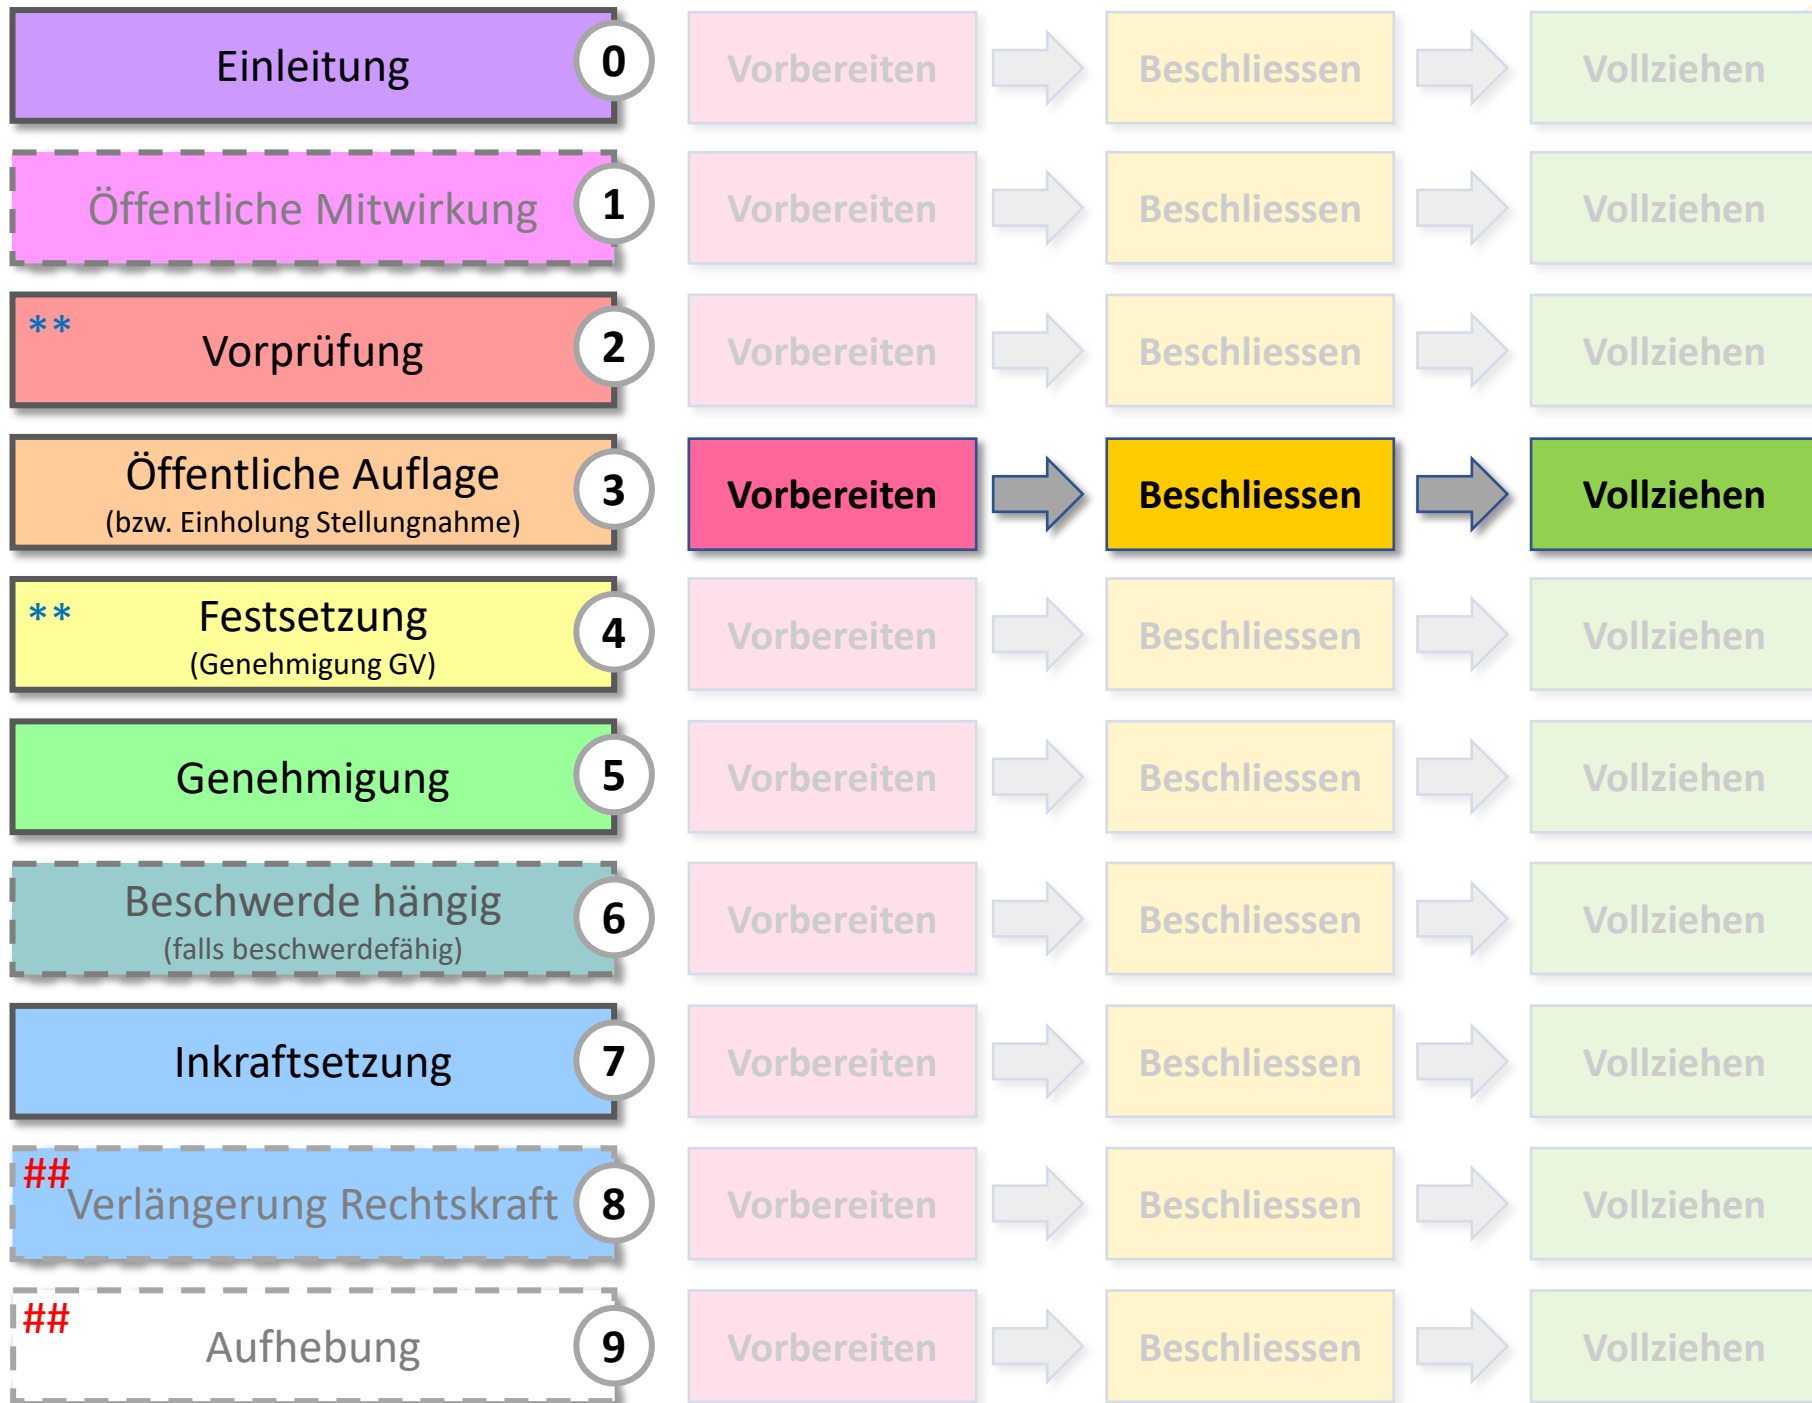 Einleitung 0 Vorbereiten Beschliessen Vollziehen
Öffentliche Mitwirkung 1 Vorbereiten Beschliessen Vollziehen
** Vorprüfung 2 Vorbereiten Beschliessen Vollziehen
Öffentliche Auflage
(bzw. Einholung Stellungnahme) 3 Vorbereiten Beschliessen Vollziehen
** Festsetzung
(Genehmigung GV) 4 Vorbereiten Beschliessen Vollziehen
Genehmigung 5 Vorbereiten Beschliessen Vollziehen
Beschwerde hängig
(falls beschwerdefähig) 6 Vorbereiten Beschliessen Vollziehen
Inkraftsetzung 7 Vorbereiten Beschliessen Vollziehen
## Verlängerung Rechtskraft 8 Vorbereiten Beschliessen Vollziehen
## Aufhebung 9 Vorbereiten Beschliessen Vollziehen